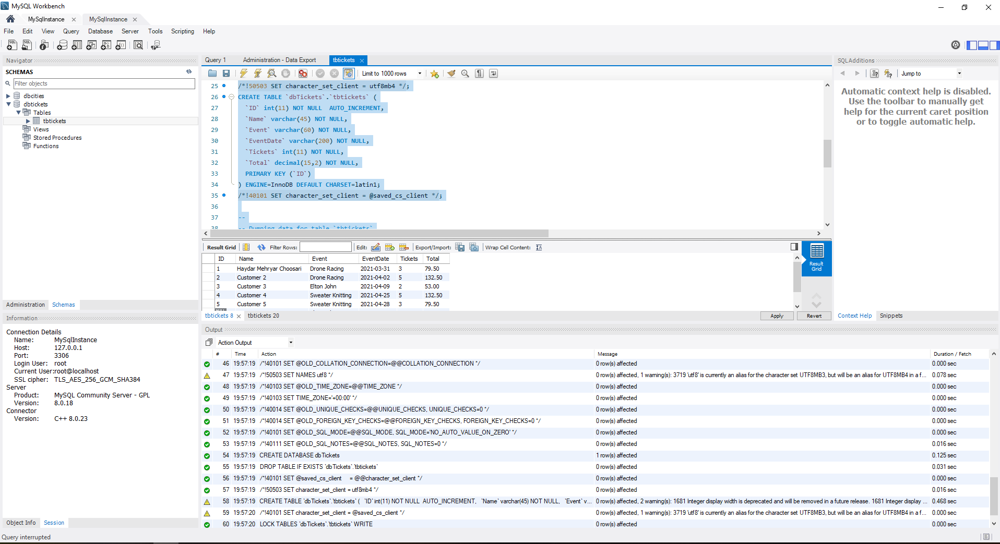 MySQL Workbench
MySqlInstance
MySqlInstance
File Edit View Query Database Server Tools Scripting Help
Navigator
SCHEMAS
Filter objects
dbcities
dbtickets
Tables
tbtickets
Views
Stored Procedures
Functions
Administration Schemas
Information
Connection Details
Name: MySqlInstance
Host: 127.0.0.1
Port: 3306
Login User: root
Current User:root@localhost
SSL cipher: TLS_AES_256_GCM_SHA384
Server
Product: MySQL Community Server - GPL
Version: 8.0.18
Connector
Version: C++ 8.0.23
Object Info Session
Query interrupted
Query 1 Administration - Data Export tbtickets
Limit to 1000 rows
25 /*!50503 SET character_set_client = utf8mb4 */;
26 CREATE TABLE `dbTickets`.`tbtickets` (
27 `ID` int(11) NOT NULL AUTO_INCREMENT,
28 `Name` varchar(45) NOT NULL,
29 `Event` varchar(60) NOT NULL,
30 `EventDate` varchar(200) NOT NULL,
31 `Tickets` int(11) NOT NULL,
32 `Total` decimal(15,2) NOT NULL,
33 PRIMARY KEY (`ID`)
34 ) ENGINE=InnoDB DEFAULT CHARSET=latin1;
35 /*!40101 SET character_set_client = @saved_cs_client */;
36
37 --
38 -- Dumping data for table `tbtickets`
Result Grid Filter Rows: Edit: Export/Import: Wrap Cell Content:
ID Name Event EventDate Tickets Total
1 Haydar Mehryar Choosari Drone Racing 2021-03-31 3 79.50
2 Customer 2 Drone Racing 2021-04-02 5 132.50
3 Customer 3 Elton John 2021-04-09 2 53.00
4 Customer 4 Sweater Knitting 2021-04-25 5 132.50
5 Customer 5 Sweater Knitting 2021-04-28 3 79.50
Result
Grid
tbtickets 8 tbtickets 20
Apply Revert
SQLAdditions
Jump to
Automatic context help is disabled.
Use the toolbar to manually get
help for the current caret position
or to toggle automatic help.
Context Help Snippets
Output
Action Output
# Time Action Message Duration / Fetch
46 19:57:19 /*!40101 SET @OLD_COLLATION_CONNECTION=@@COLLATION_CONNECTION */ 0 row(s) affected 0.000 sec
47 19:57:19 /*!50503 SET NAMES utf8 */ 0 row(s) affected, 1 warning(s): 3719 'utf8' is currently an alias for the character set UTF8MB3, but will be an alias for UTF8MB4 in a f... 0.078 sec
48 19:57:19 /*!40103 SET @OLD_TIME_ZONE=@@TIME_ZONE */ 0 row(s) affected 0.000 sec
49 19:57:19 /*!40103 SET TIME_ZONE='+00:00' */ 0 row(s) affected 0.000 sec
50 19:57:19 /*!40014 SET @OLD_UNIQUE_CHECKS=@@UNIQUE_CHECKS, UNIQUE_CHECKS=0 */ 0 row(s) affected 0.000 sec
51 19:57:19 /*!40014 SET @OLD_FOREIGN_KEY_CHECKS=@@FOREIGN_KEY_CHECKS, FOREIGN_KEY_CHECKS=0 */ 0 row(s) affected 0.000 sec
52 19:57:19 /*!40101 SET @OLD_SQL_MODE=@@SQL_MODE, SQL_MODE='NO_AUTO_VALUE_ON_ZERO' */ 0 row(s) affected 0.000 sec
53 19:57:19 /*!40111 SET @OLD_SQL_NOTES=@@SQL_NOTES, SQL_NOTES=0 */ 0 row(s) affected 0.016 sec
54 19:57:19 CREATE DATABASE dbTickets 1 row(s) affected 0.125 sec
55 19:57:19 DROP TABLE IF EXISTS `dbTickets`.`tbtickets` 0 row(s) affected 0.031 sec
56 19:57:19 /*!40101 SET @saved_cs_client = @@character_set_client */ 0 row(s) affected 0.000 sec
57 19:57:19 /*!50503 SET character_set_client = utf8mb4 */ 0 row(s) affected 0.016 sec
58 19:57:19 CREATE TABLE `dbTickets`.`tbtickets` ( `ID` int(11) NOT NULL AUTO_INCREMENT, `Name` varchar(45) NOT NULL, `Event` v... 0 row(s) affected, 2 warning(s): 1681 Integer display width is deprecated and will be removed in a future release. 1681 Integer display ... 0.468 sec
59 19:57:20 /*!40101 SET character_set_client = @saved_cs_client */ 0 row(s) affected, 1 warning(s): 3719 'utf8' is currently an alias for the character set UTF8MB3, but will be an alias for UTF8MB4 in a f... 0.000 sec
60 19:57:20 LOCK TABLES `dbTickets`.`tbtickets` WRITE 0 row(s) affected 0.000 sec